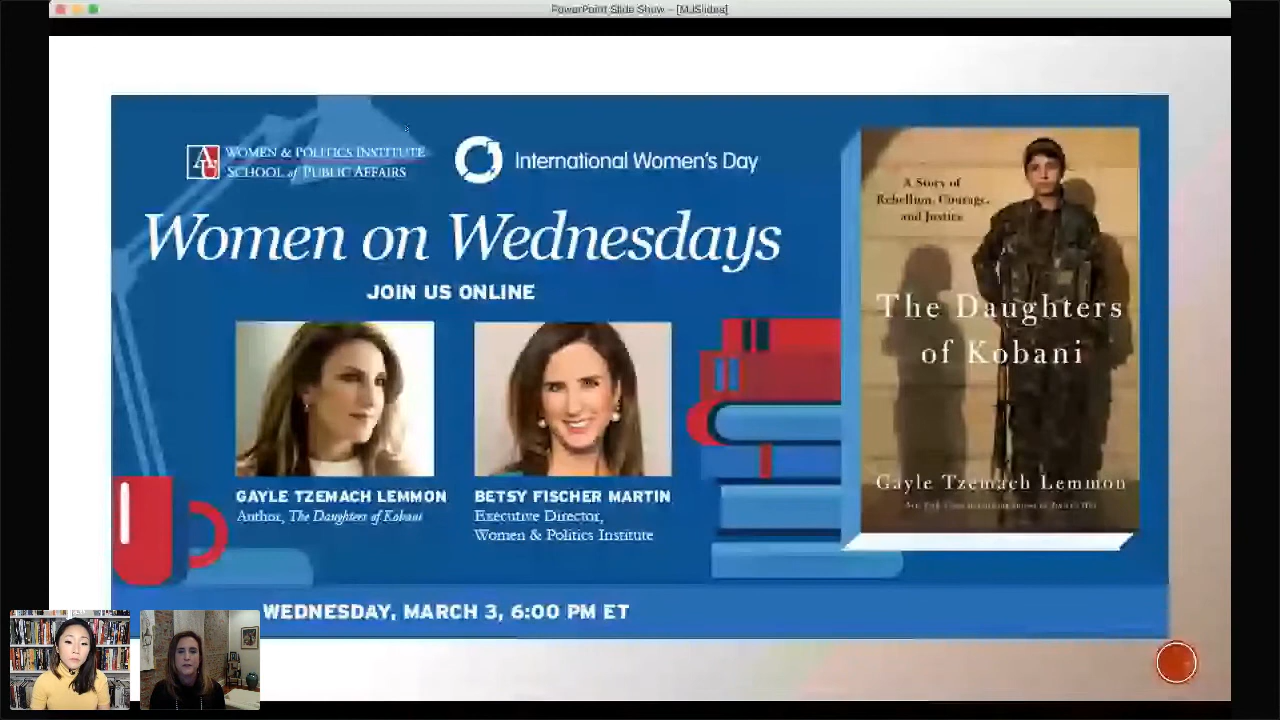 PowerPoint Slide Show – [MJSlides]
AU
WOMEN & POLITICS INSTITUTE
SCHOOL of PUBLIC AFFAIRS
International Women's Day
Women on Wednesdays
JOIN US ONLINE
GAYLE TZEMACH LEMMON
Author, The Daughters of Kobani
BETSY FISCHER MARTIN
Executive Director,
Women & Politics Institute
WEDNESDAY, MARCH 3, 6:00 PM ET
A Story of
Rebellion, Courage,
and Justice
The Daughters
of Kobani
Gayle Tzemach Lemmon